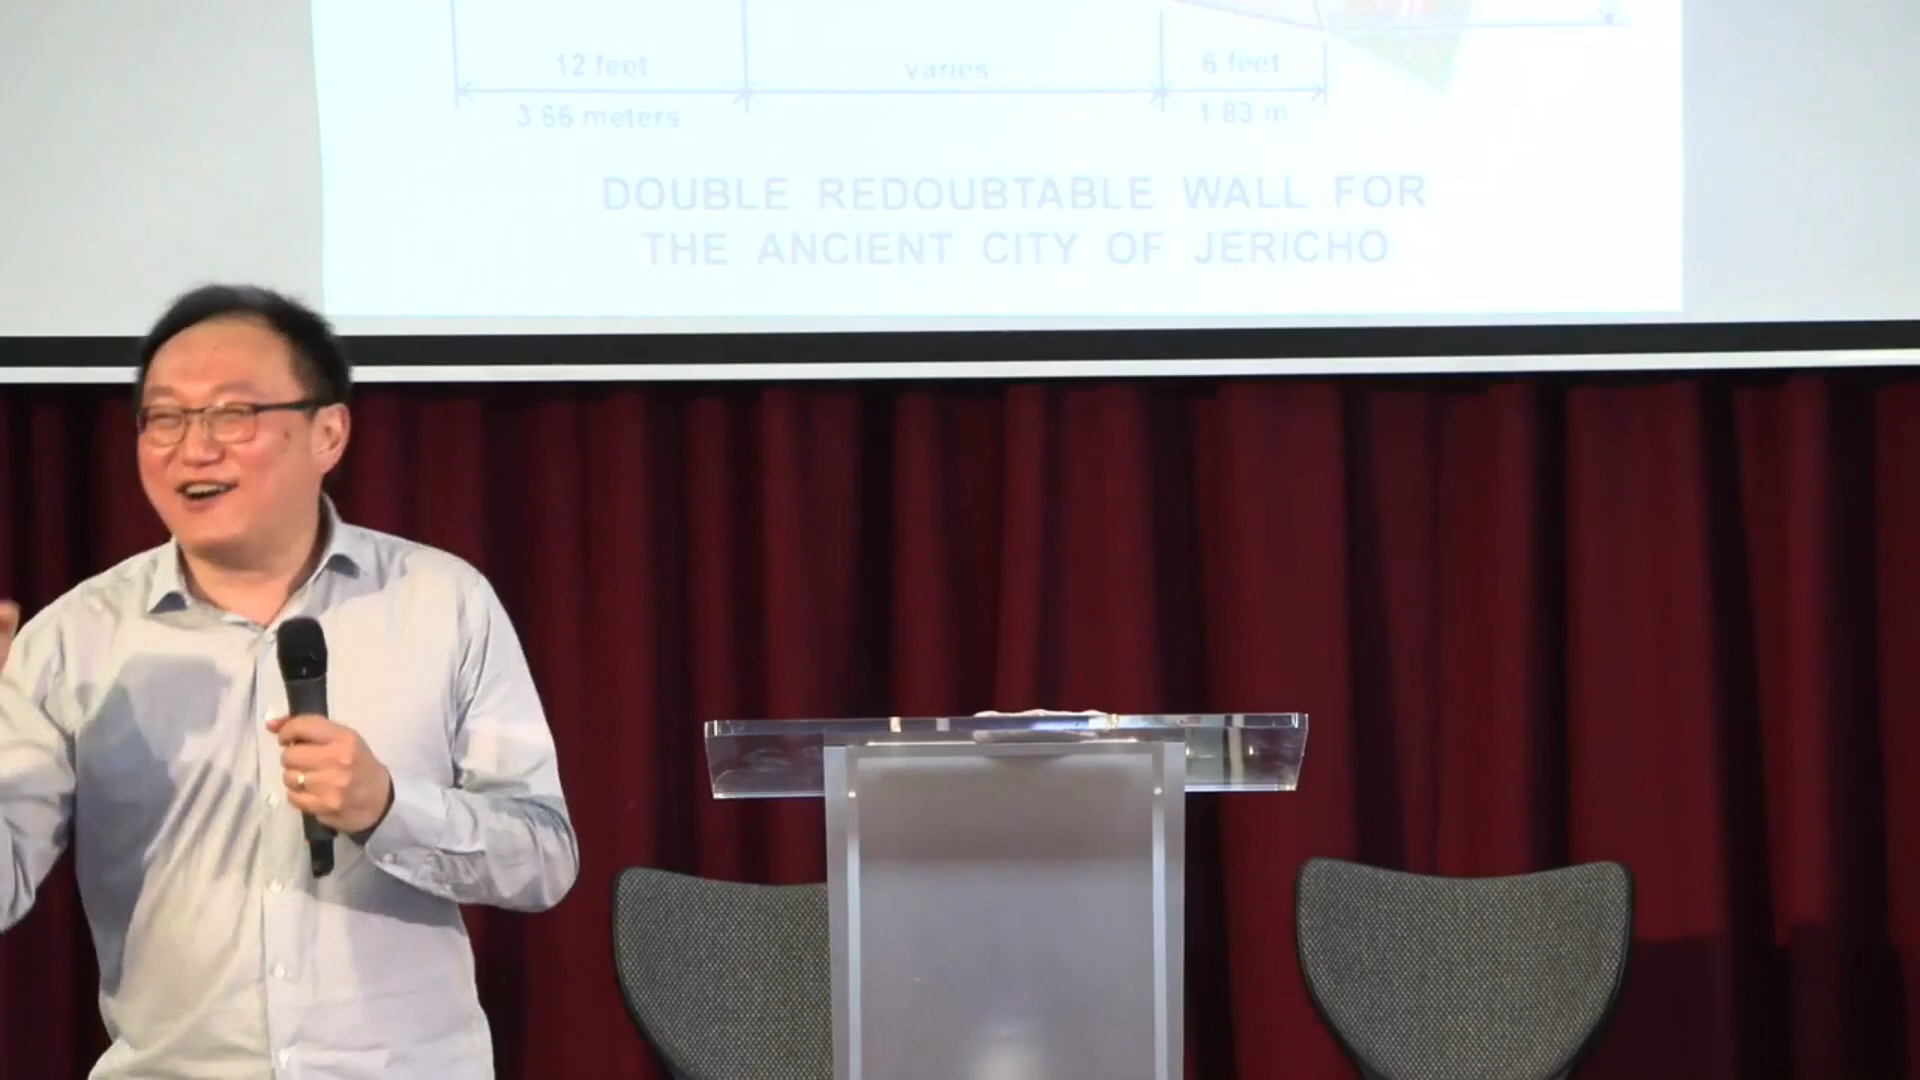 12 feet
varies
6 feet
3.66 meters
1.83 m
DOUBLE REDOUBTABLE WALL FOR
THE ANCIENT CITY OF JERICHO